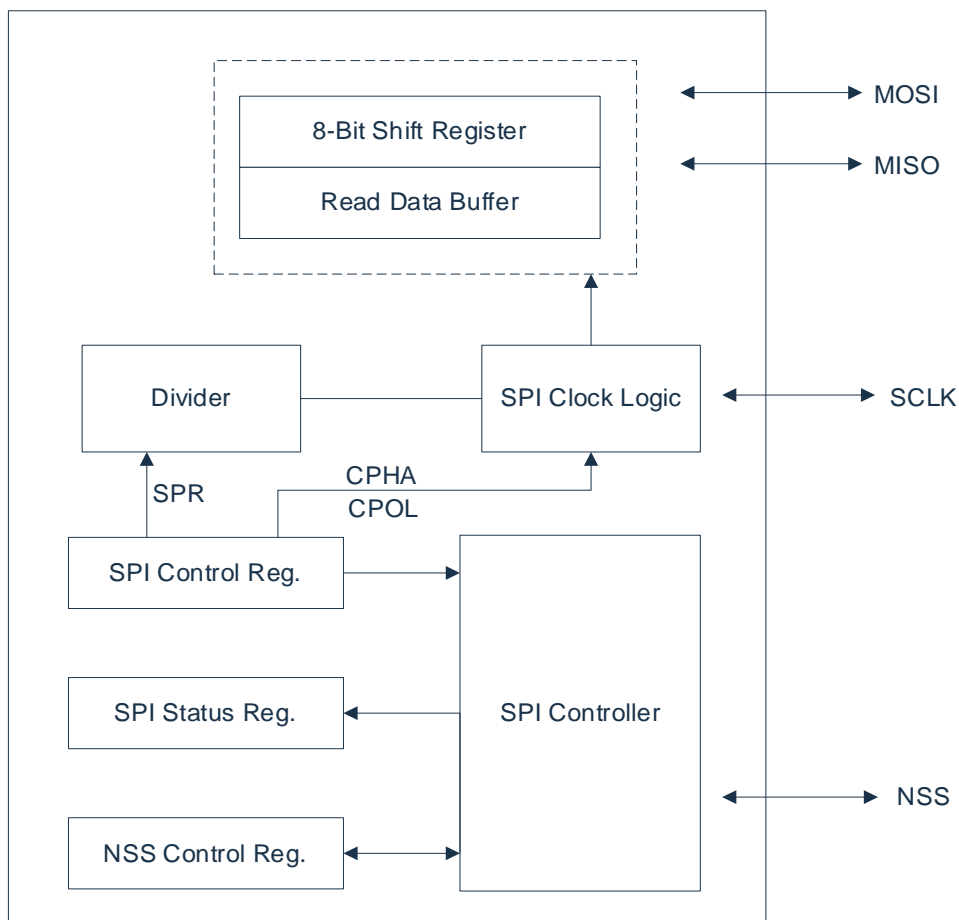 8-Bit Shift Register
Read Data Buffer
MOSI
MISO
Divider
SPI Clock Logic
SCLK
SPR
CPHA
CPOL
SPI Control Reg.
SPI Status Reg.
SPI Controller
NSS Control Reg.
NSS